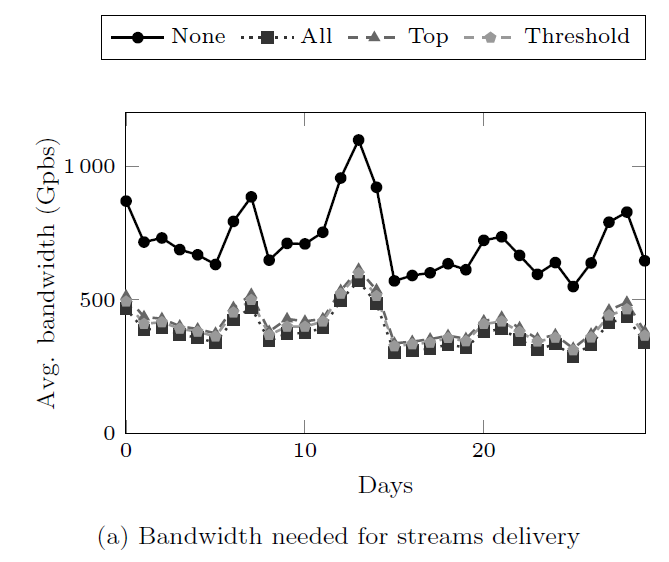 None All Top Threshold
1 000
500
0
Avg. bandwidth (Gpbs)
0 10 20
Days
(a) Bandwidth needed for streams delivery